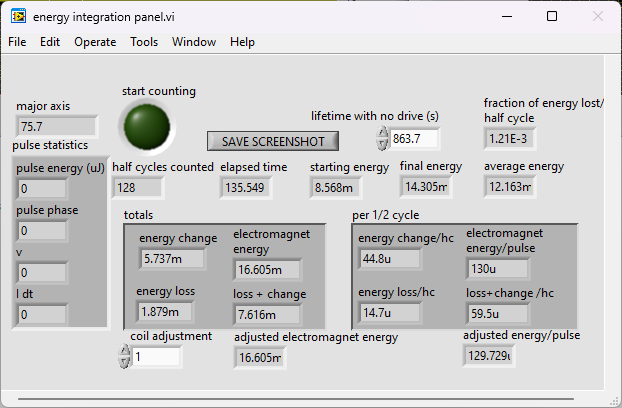 energy integration panel.vi
File Edit Operate Tools Window Help
start counting
major axis
75.7
lifetime with no drive (s)
863.7
fraction of energy lost/
half cycle
1.21E-3
SAVE SCREENSHOT
pulse statistics
pulse energy (uJ)
0
pulse phase
0
v
0
I dt
0
half cycles counted
128
elapsed time
135.549
starting energy
8.568m
final energy
14.305m
average energy
12.163m
totals
energy change
5.737m
electromagnet
energy
16.605m
energy loss
1.879m
loss + change
7.616m
per 1/2 cycle
energy change/hc
44.8u
electromagnet
energy/pulse
130u
energy loss/hc
14.7u
loss+change /hc
59.5u
coil adjustment
1
adjusted electromagnet energy
16.605m
adjusted energy/pulse
129.729u